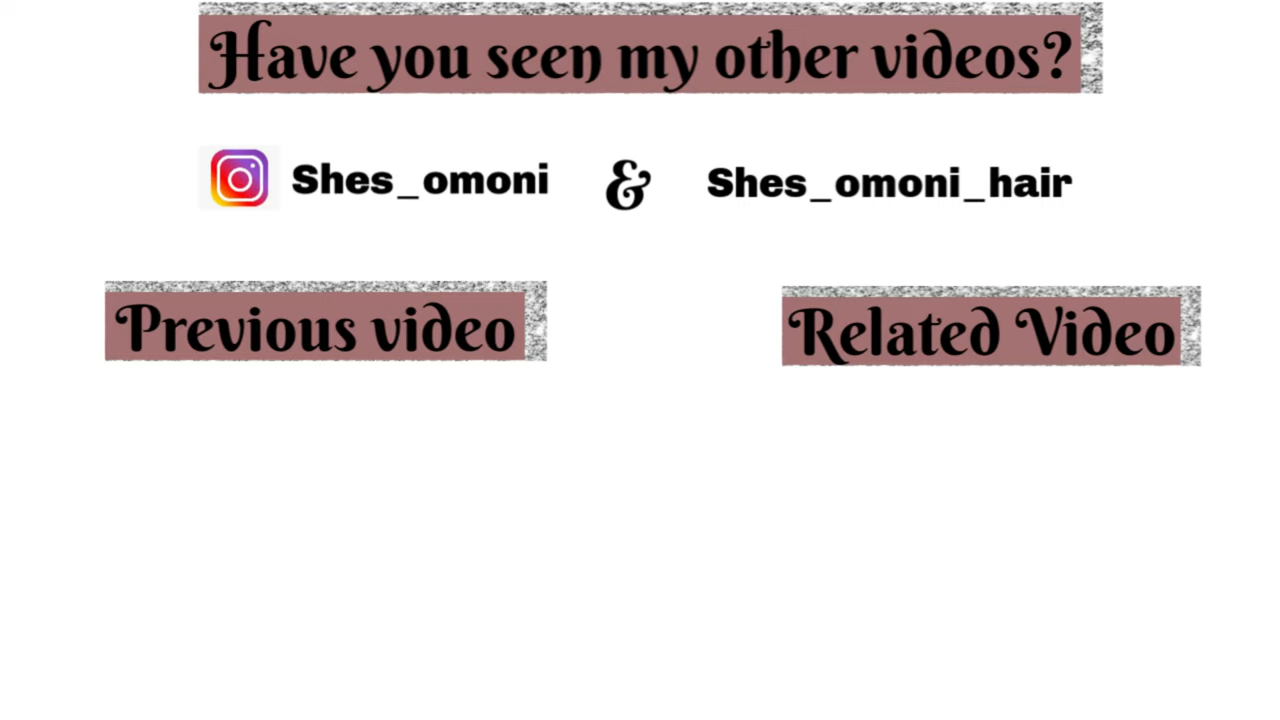 Have you seen my other videos?
Shes_omoni & Shes_omoni_hair
Previous video
Related Video